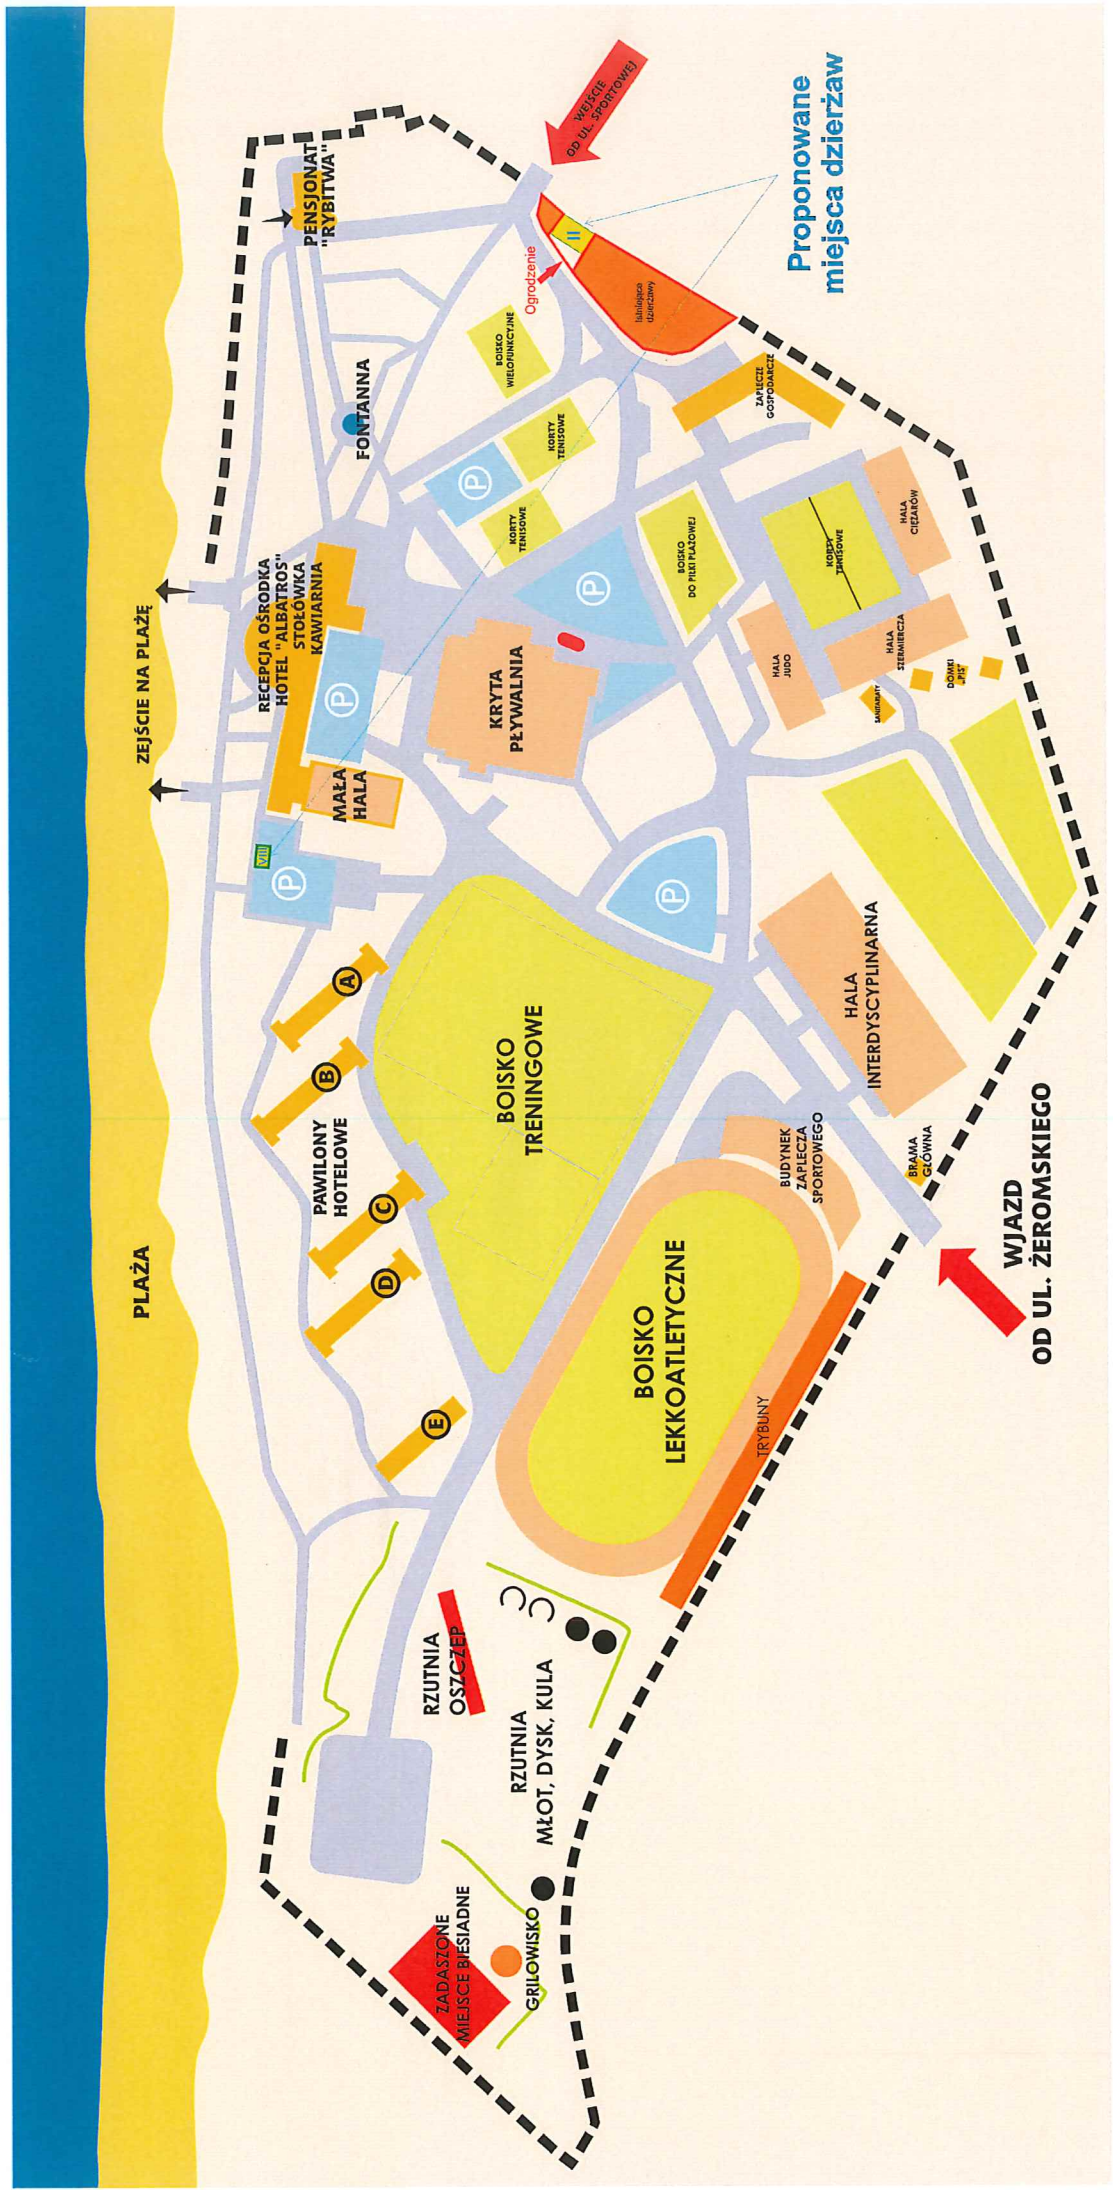 PLAŻA
ZEJŚCIE NA PLAŻĘ
RZUTNIA
OSZCZEP
ZADASZONE
MIEJSCE BIESIADNE
GRILOWISKO
RZUTNIA
MŁOT, DYSK, KULA
PAWILONY
HOTELOWE
E
D
C
B
A
P
VIII
MAŁA
HALA
RECEPCJA OŚRODKA
HOTEL "ALBATROS"
STOŁÓWKA
KAWIARNIA
P
FONTANNA
PENSJONAT
"RYBITWA"
WEJŚCIE
OD UL. SPORTOWEJ
Proponowane
miejsca dzierżaw
Ogrodzenie
II
Istniejące
dzierżawy
BOISKO
WIELOFUNKCYJNE
KORTY
TENISOWE
P
KORTY
TENISOWE
P
KRYTA
PŁYWALNIA
BOISKO
DO PIŁKI PLAŻOWEJ
ZAPLECZE
GOSPODARCZE
KORTY
TENISOWE
HALA
CIĘŻARÓW
HALA
JUDO
HALA
SZERMIERCZA
SANITARIATY
DOMKI
„PIS”
P
BOISKO
TRENINGOWE
HALA
INTERDYSCYPLINARNA
BUDYNEK
ZAPLECZA
SPORTOWEGO
BRAMA
GŁÓWNA
BOISKO
LEKKOATLETYCZNE
TRYBUNY
WJAZD
OD UL. ŻEROMSKIEGO